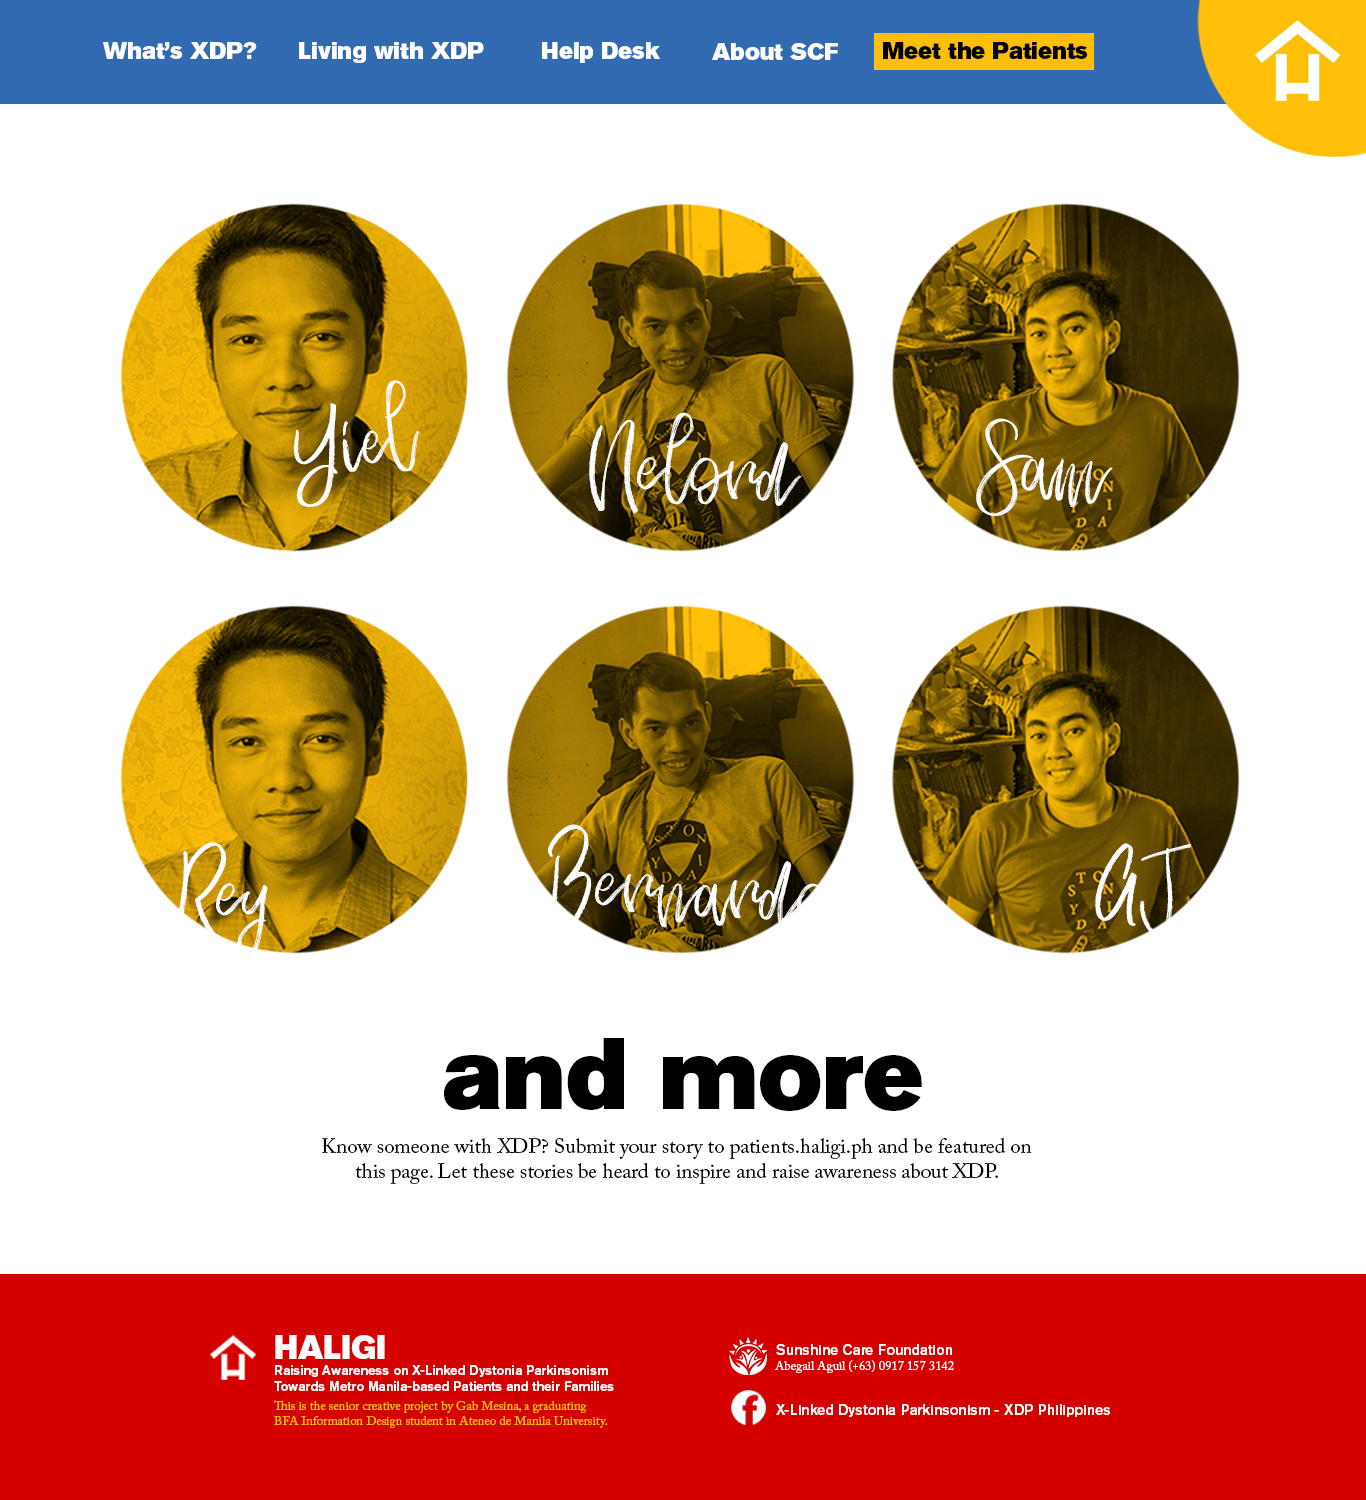 What's XDP?
Living with XDP
Help Desk
About SCF
Meet the Patients
Yiel
Nelord
Sam
Rey
Bernardo
AJ
and more
Know someone with XDP? Submit your story to patients.haligi.ph and be featured on
this page. Let these stories be heard to inspire and raise awareness about XDP.
HALIGI
Raising Awareness on X-Linked Dystonia Parkinsonism
Towards Metro Manila-based Patients and their Families
This is the senior creative project by Gab Mesina, a graduating
BFA Information Design student in Ateneo de Manila University.
Sunshine Care Foundation
Abegail Aguil (+63) 0917 157 3142
X-Linked Dystonia Parkinsonism - XDP Philippines